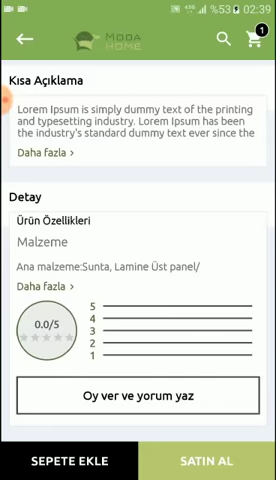 %53 02:39
MODA
HOME
1
Kısa Açıklama
Lorem Ipsum is simply dummy text of the printing
and typesetting industry. Lorem Ipsum has been
the industry's standard dummy text ever since the
Daha fazla >
Detay
Ürün Özellikleri
Malzeme
Ana malzeme:Sunta, Lamine Üst panel/
Daha fazla >
0.0/5
5
4
3
2
1
Oy ver ve yorum yaz
SEPETE EKLE
SATIN AL